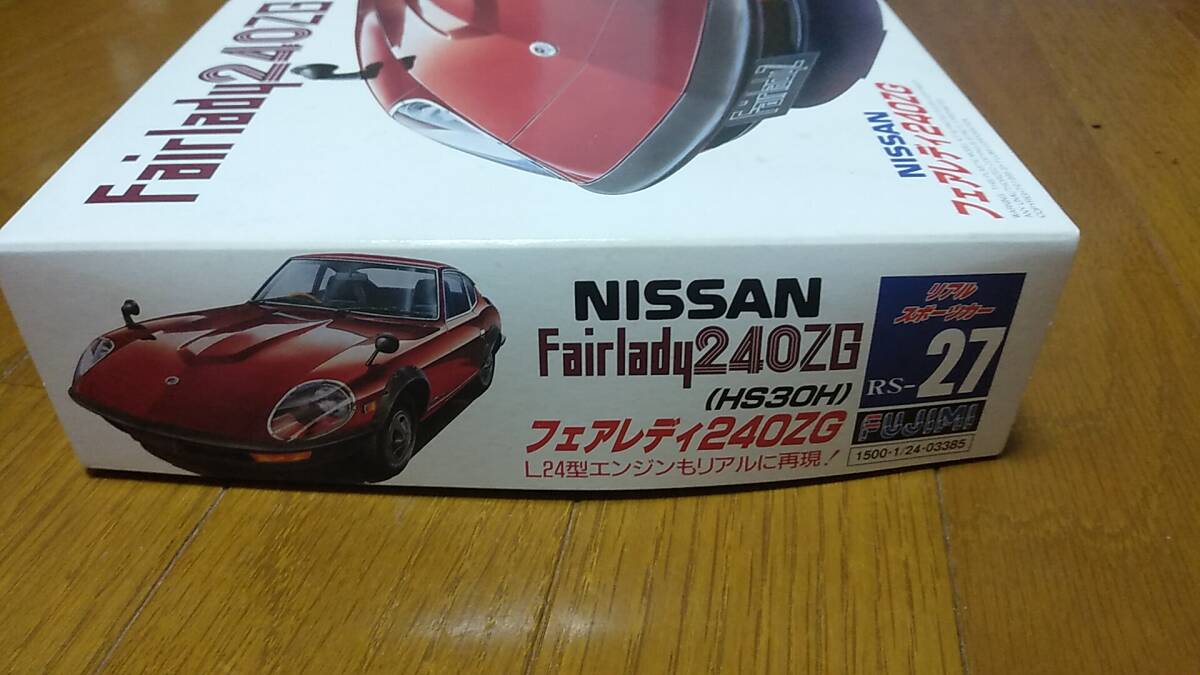 Fairlady240ZG
Fairlady Z
NISSAN
フェアレディ240ZG
NISSAN
Fairlady240ZG
(HS30H)
フェアレディ240ZG
L24型エンジンもリアルに再現!
リアル
スポーツカー
RS-27
FUJIMI
1500・1/24-03385